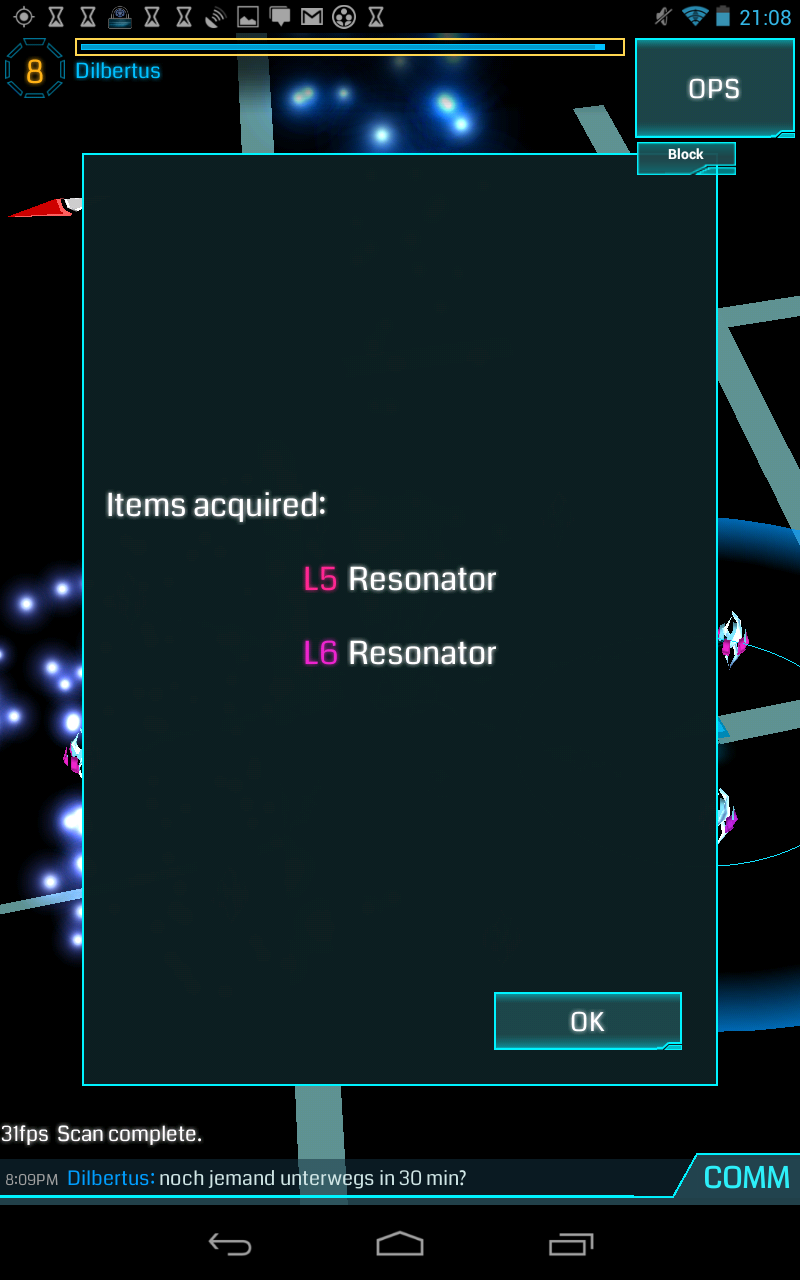 21:08
8
Dilbertus
OPS
Block
Items acquired:
L5 Resonator
L6 Resonator
OK
31fps Scan complete.
8:09PM Dilbertus: noch jemand unterwegs in 30 min?
COMM